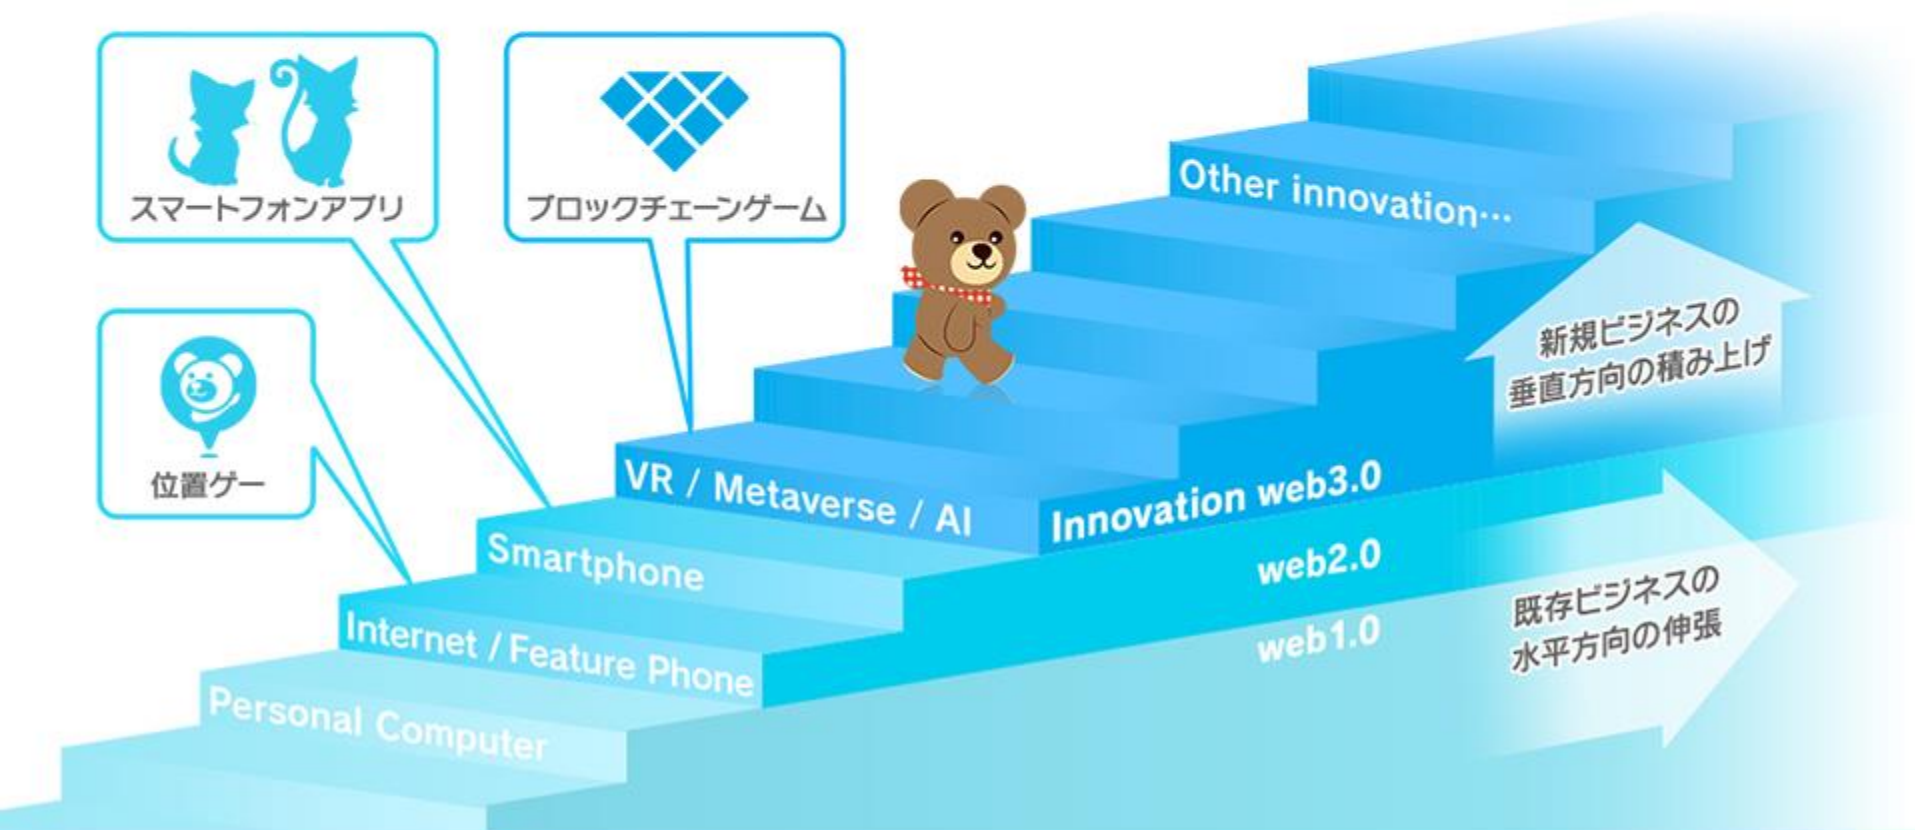 スマートフォンアプリ
ブロックチェーンゲーム
位置ゲー
Other innovation…
新規ビジネスの
垂直方向の積み上げ
VR / Metaverse / AI
Innovation web3.0
Smartphone
web2.0
Internet / Feature Phone
web1.0
既存ビジネスの
水平方向の伸張
Personal Computer